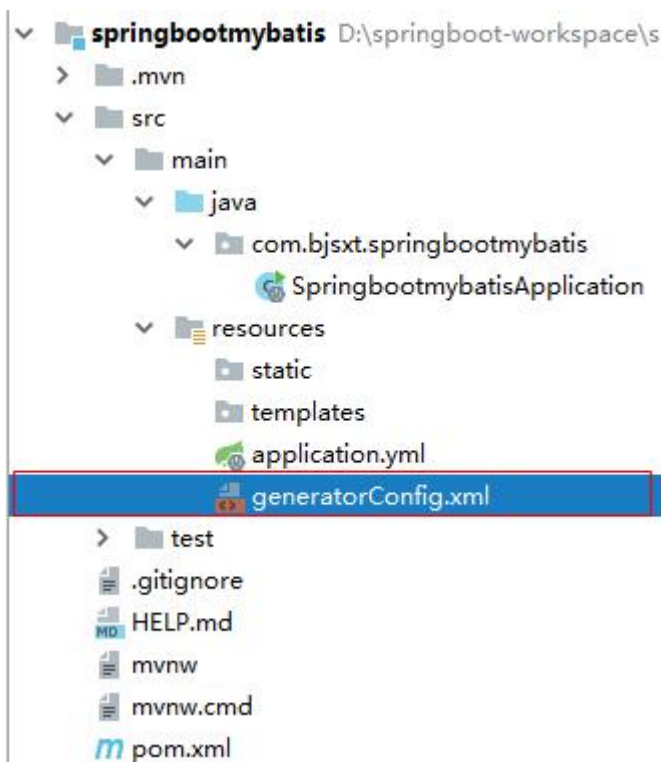 springbootmybatis D:\springboot-workspace\s
.mvn
src
main
java
com.bjsxt.springbootmybatis
SpringbootmybatisApplication
resources
static
templates
application.yml
generatorConfig.xml
test
.gitignore
MD HELP.md
mvnw
mvnw.cmd
m pom.xml